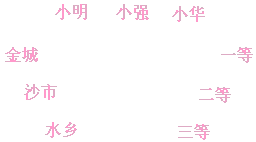 小明 小强 小华
金城 一等
沙市 二等
水乡 三等